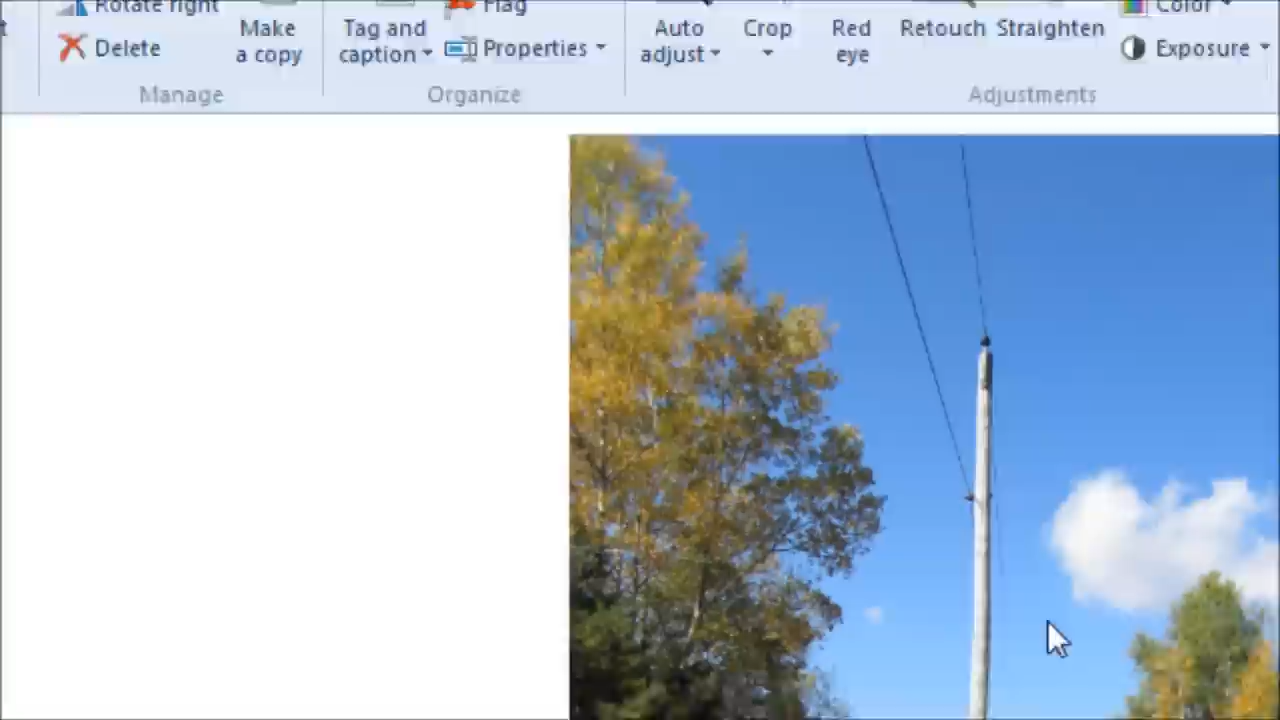 Rotate right
Delete
Make
a copy
Manage
Tag and
caption
Flag
Properties
Organize
Auto
adjust
Crop
Red
eye
Retouch
Straighten
Color
Exposure
Adjustments